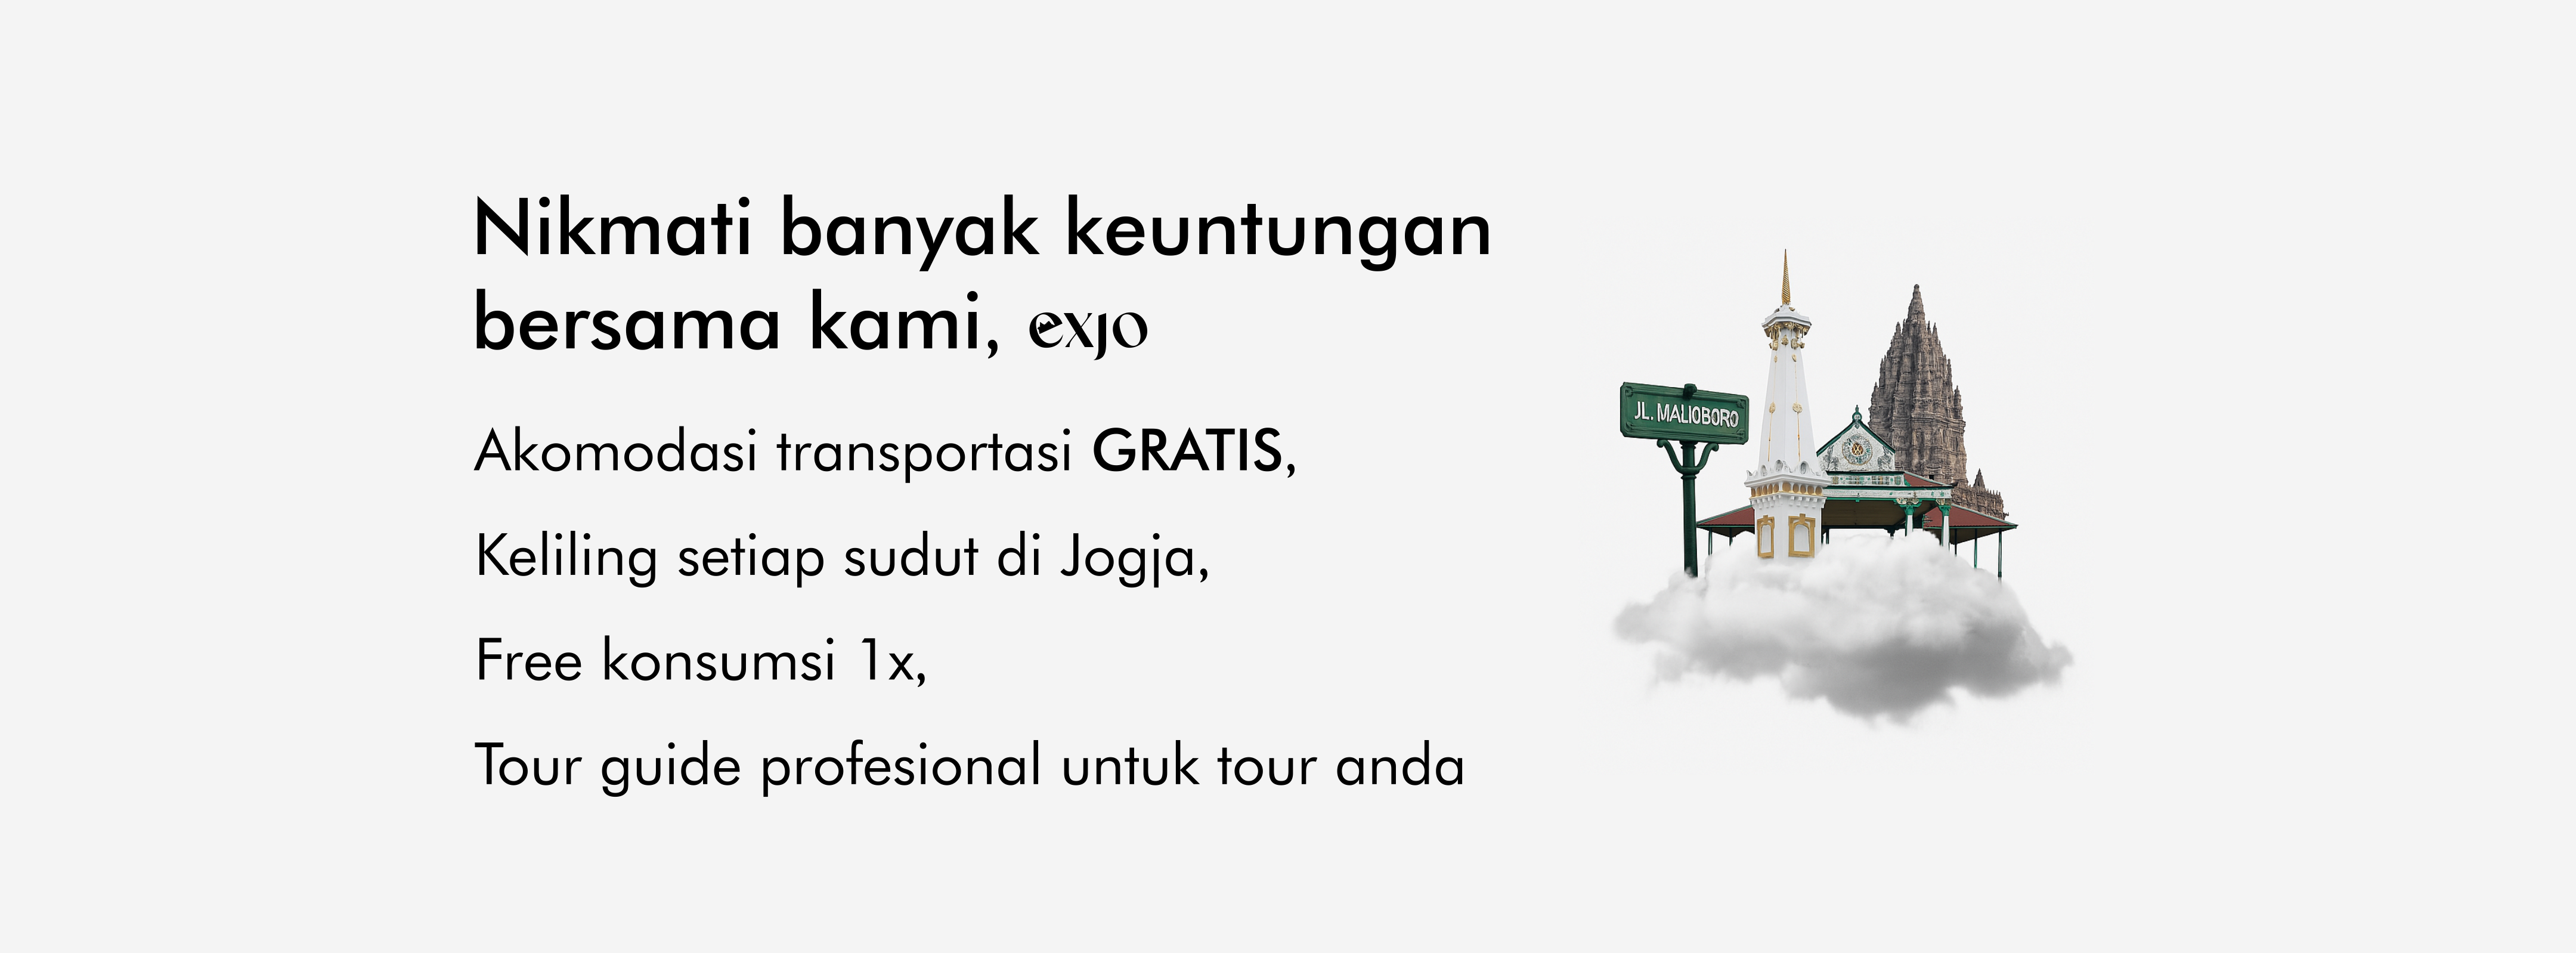 Nikmati banyak keuntungan
bersama kami, exjo
Akomodasi transportasi GRATIS,
Keliling setiap sudut di Jogja,
Free konsumsi 1x,
Tour guide profesional untuk tour anda
JL. MALIOBORO